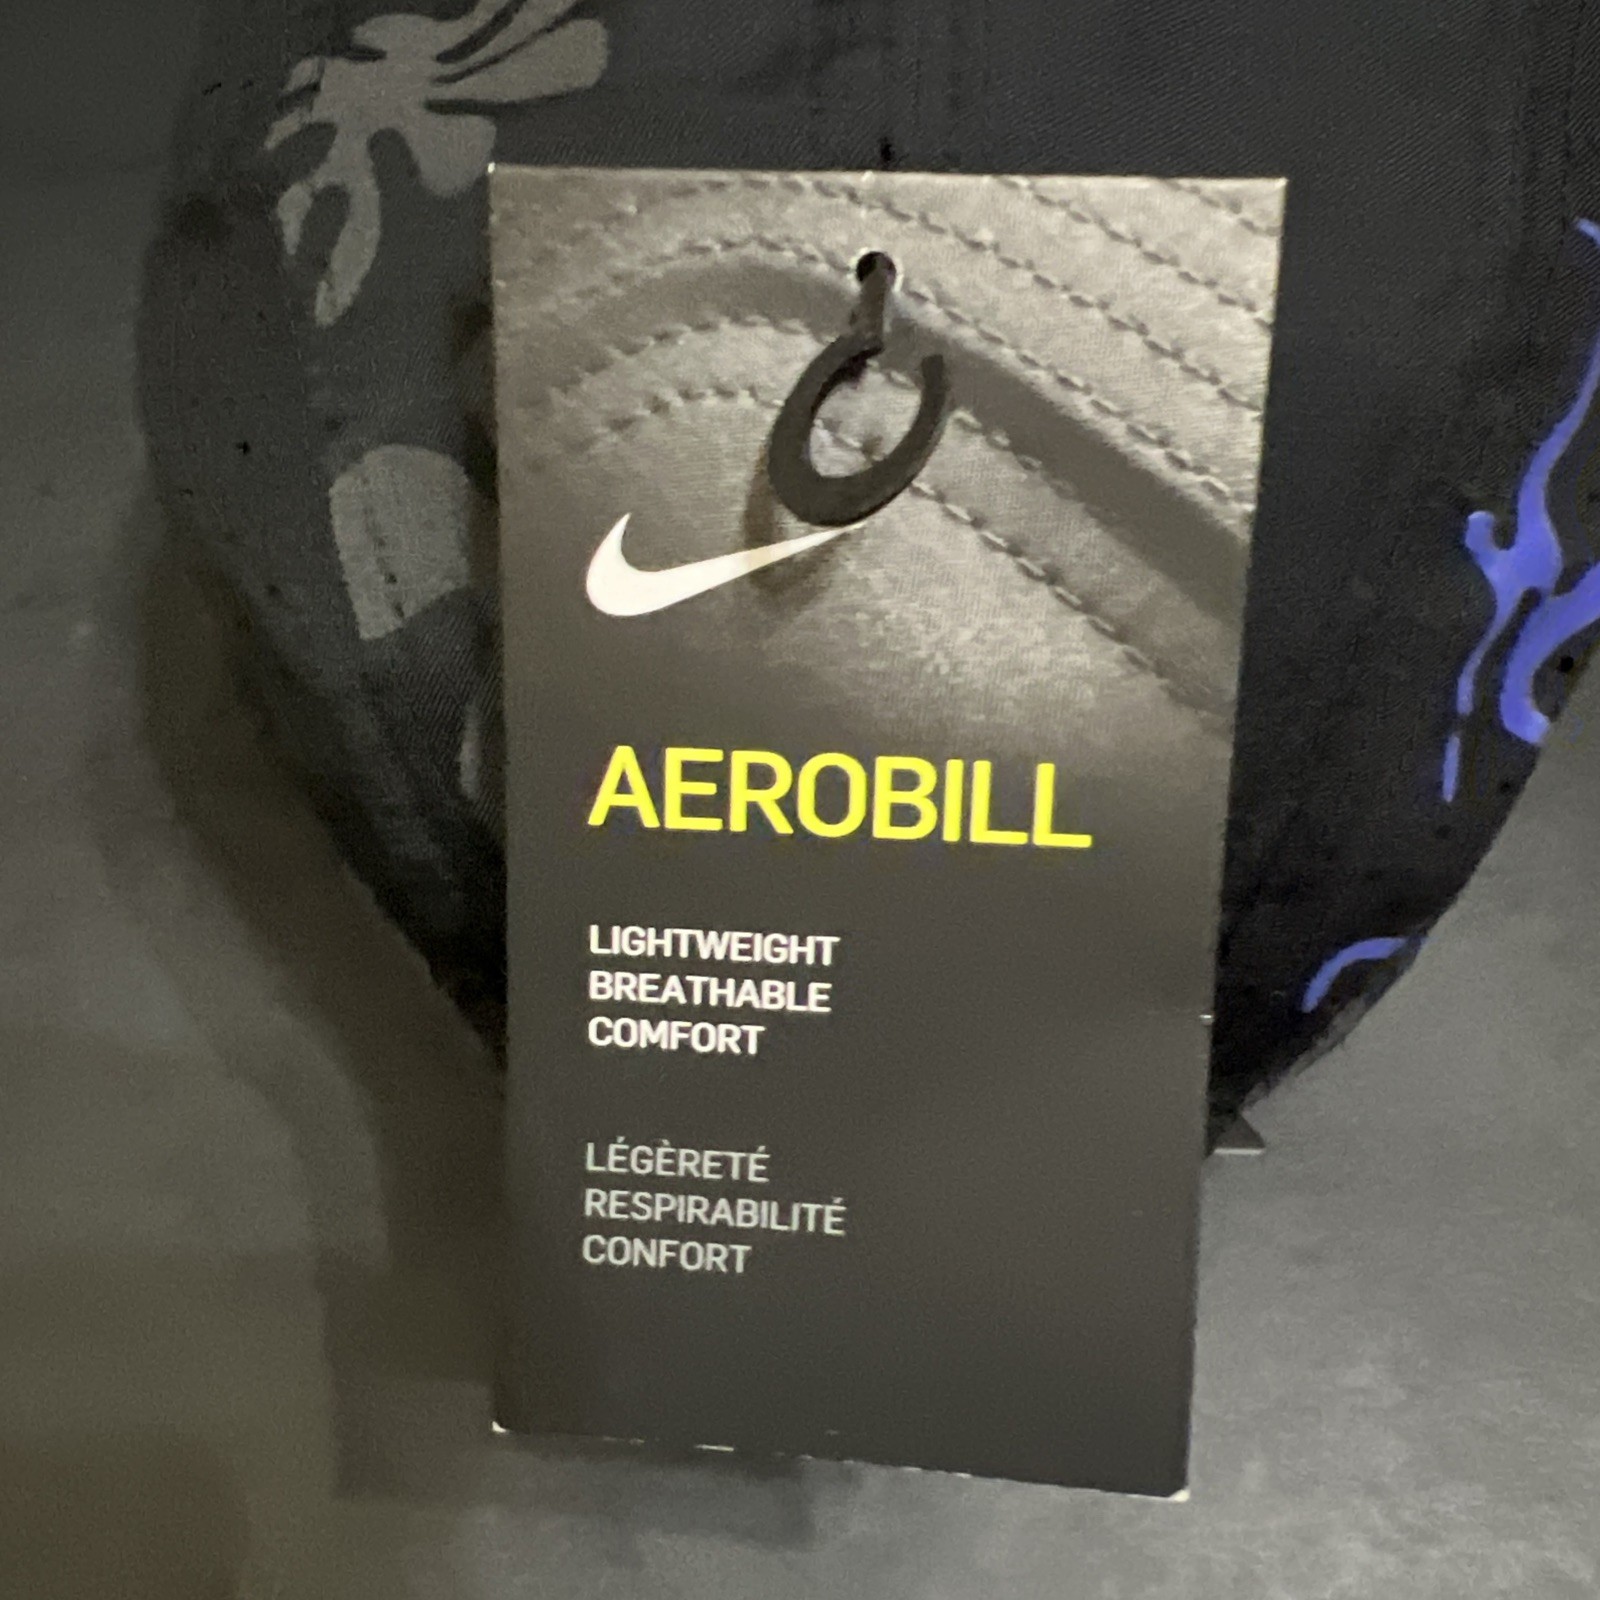 AEROBILL
LIGHTWEIGHT
BREATHABLE
COMFORT
LÉGÈRETÉ
RESPIRABILITÉ
CONFORT